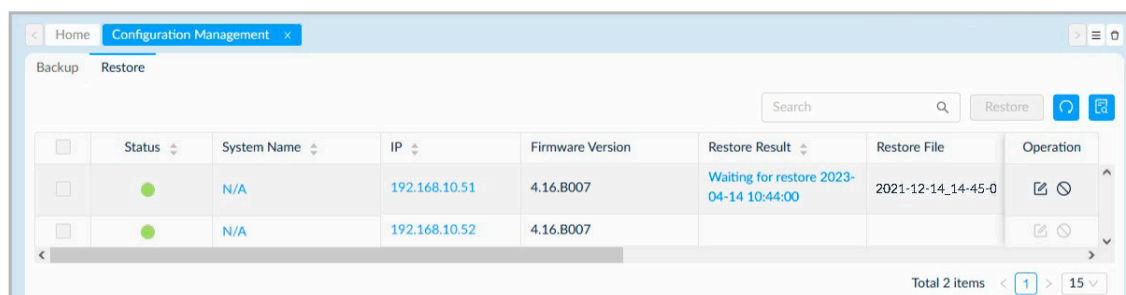 Home Configuration Management ×
Backup Restore
Search Restore
Status System Name IP Firmware Version Restore Result Restore File Operation
N/A 192.168.10.51 4.16.B007 Waiting for restore 2023-
04-14 10:44:00 2021-12-14_14-45-0
N/A 192.168.10.52 4.16.B007
Total 2 items < 1 > 15